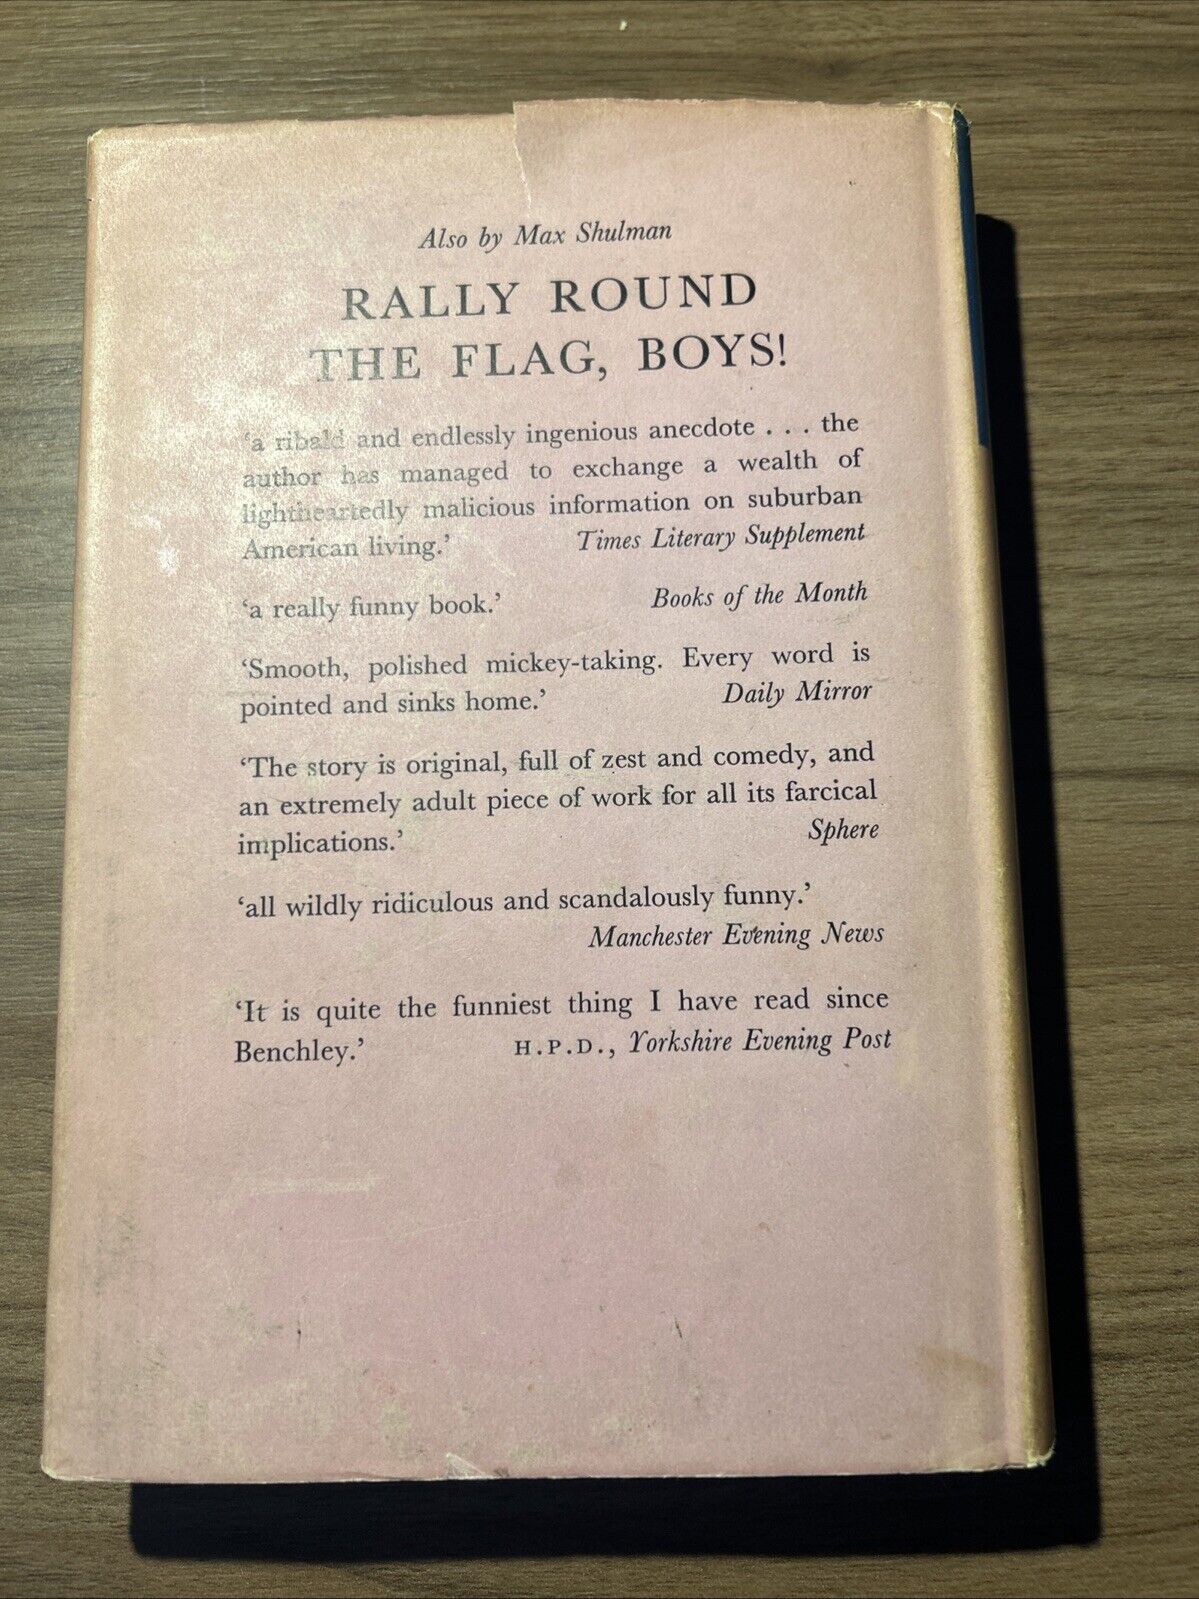 Also by Max Shulman
RALLY ROUND
THE FLAG, BOYS!
‘a ribald and endlessly ingenious anecdote . . . the
author has managed to exchange a wealth of
lightheartedly malicious information on suburban
American living.’ Times Literary Supplement
‘a really funny book.’ Books of the Month
‘Smooth, polished mickey-taking. Every word is
pointed and sinks home.’ Daily Mirror
‘The story is original, full of zest and comedy, and
an extremely adult piece of work for all its farcical
implications.’ Sphere
‘all wildly ridiculous and scandalously funny.’
Manchester Evening News
‘It is quite the funniest thing I have read since
Benchley.’ H.P.D., Yorkshire Evening Post